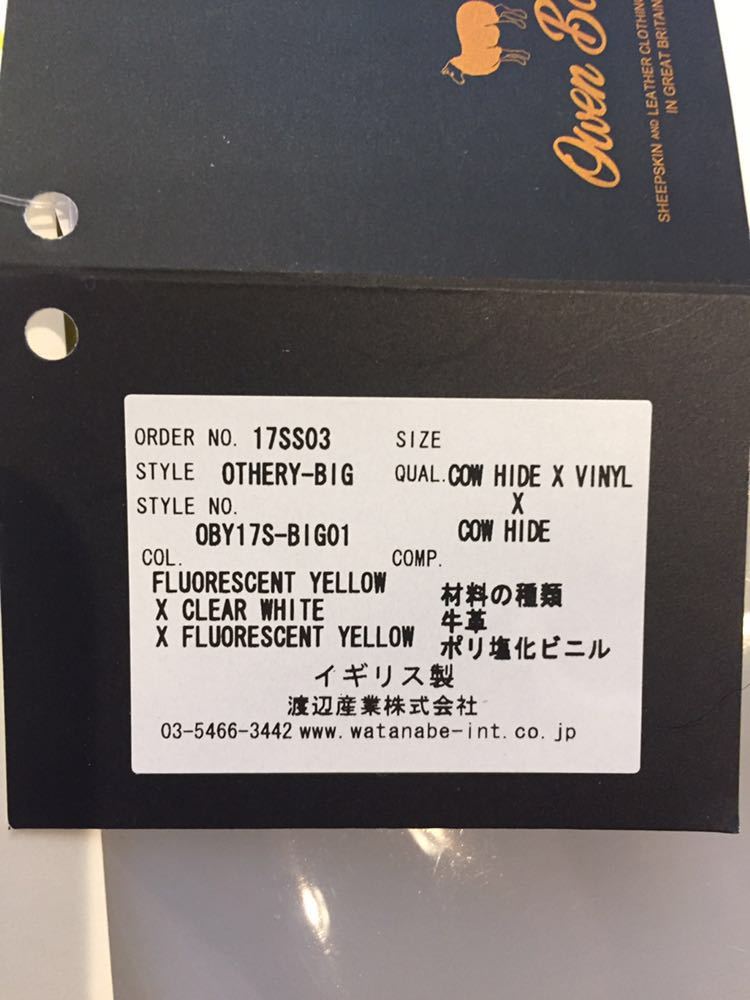 Owen
SHEEPSKIN AND LEATHER CLOTHING
IN GREAT BRITAIN
ORDER NO. 17SS03 SIZE
STYLE OTHERY-BIG QUAL. COW HIDE X VINYL
X
STYLE NO. COW HIDE
OBY17S-BIG01
COL. COMP.
FLUORESCENT YELLOW 材料の種類
X CLEAR WHITE 牛革
X FLUORESCENT YELLOW ポリ塩化ビニル
イギリス製
渡辺産業株式会社
03-5466-3442 www.watanabe-int.co.jp